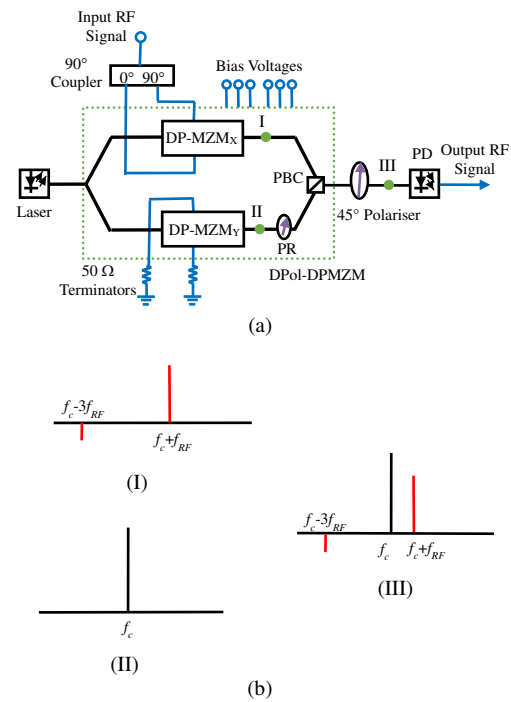 Input RF
Signal
90°
Coupler
0° 90°
Bias Voltages
I
DP-MZMX
PBC
III
PD
Output RF
Signal
Laser
45° Polariser
II
DP-MZMY
PR
50 Ω
Terminators
DPol-DPMZM
(a)
fc-3fRF
fc+fRF
(I)
fc-3fRF
fc
fc+fRF
(III)
fc
(II)
(b)